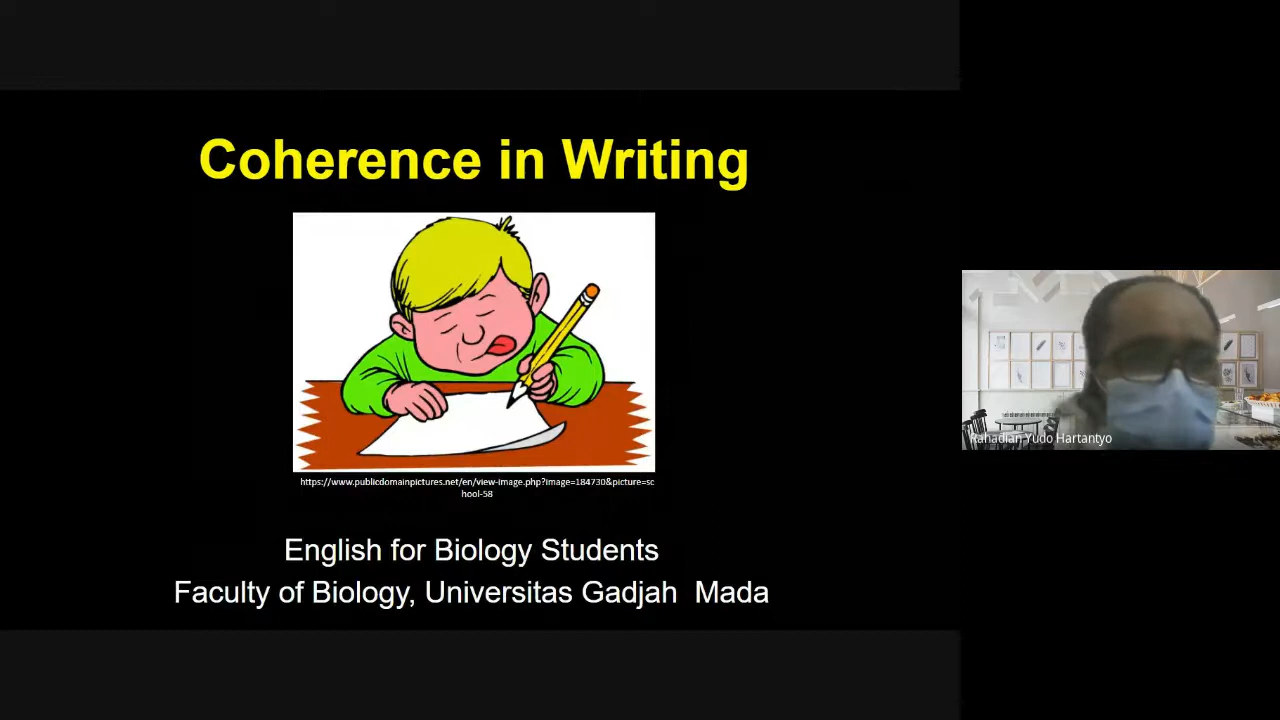 Coherence in Writing
https://www.publicdomainpictures.net/en/view-image.php?image=184730&picture=sc
hool-58
English for Biology Students
Faculty of Biology, Universitas Gadjah  Mada
Rahadian Yudo Hartantyo